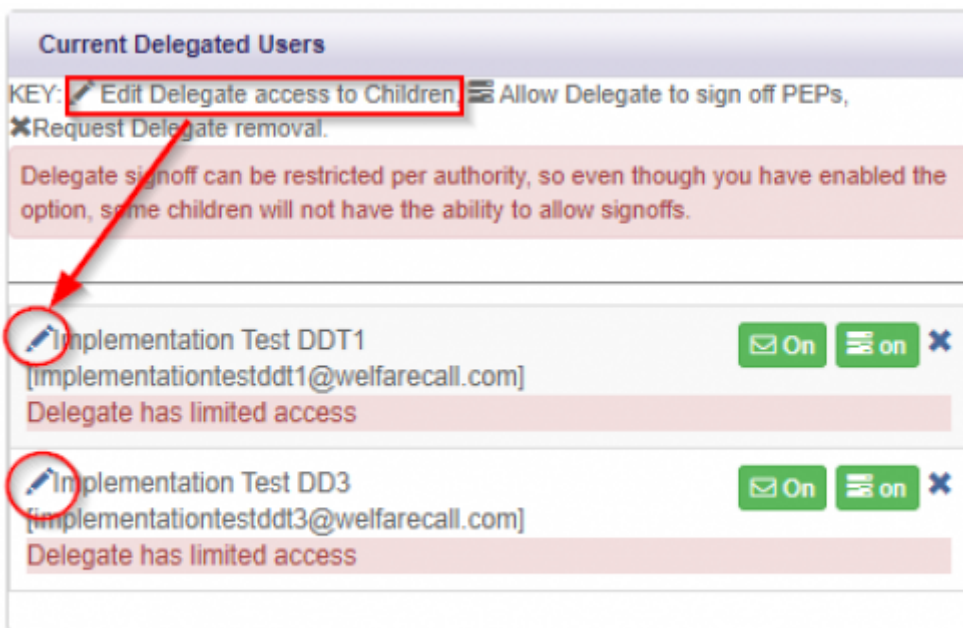 Current Delegated Users
KEY: Edit Delegate access to Children, Allow Delegate to sign off PEPs,
Request Delegate removal.
Delegate signoff can be restricted per authority, so even though you have enabled the
option, some children will not have the ability to allow signoffs.
Implementation Test DDT1
On on
[implementationtestddt1@welfarecall.com]
Delegate has limited access
Implementation Test DD3
On on
[implementationtestddt3@welfarecall.com]
Delegate has limited access